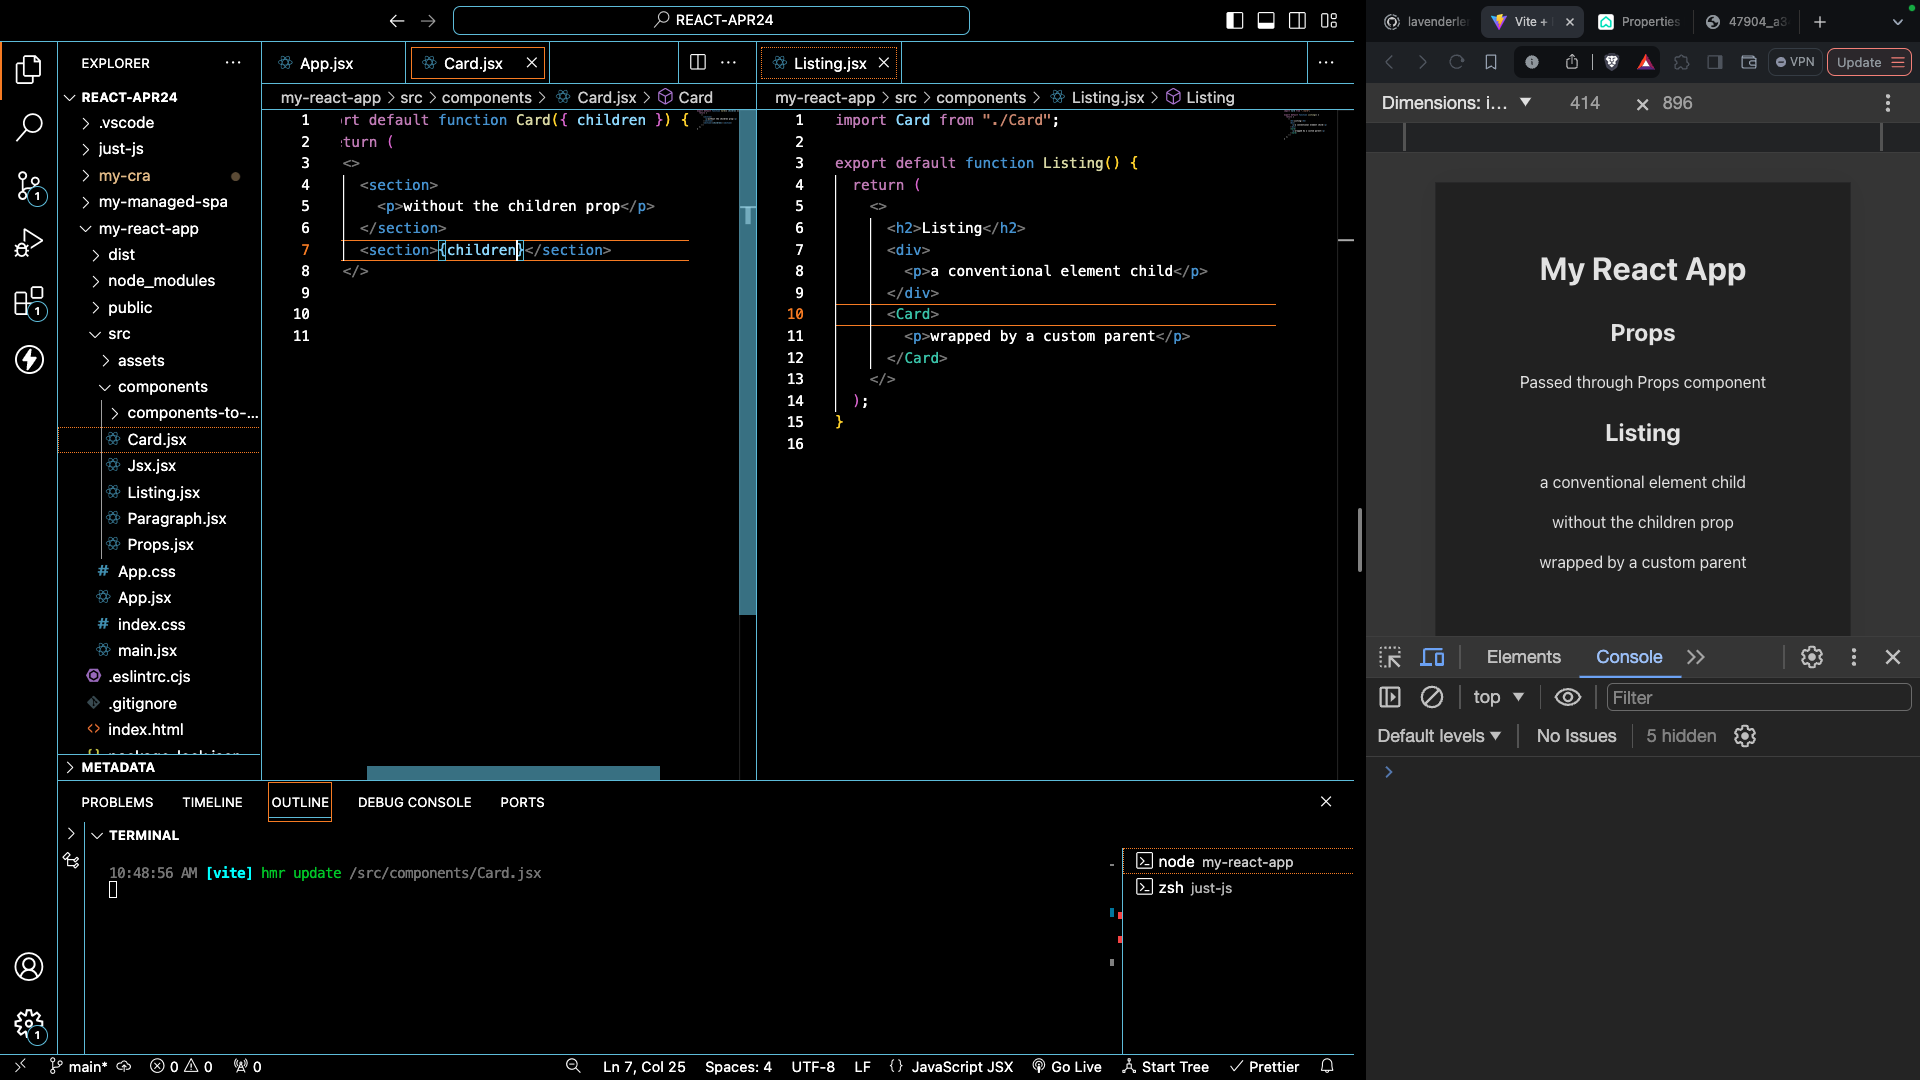 REACT-APR24
EXPLORER
REACT-APR24
.vscode
just-js
my-cra
my-managed-spa
my-react-app
dist
node_modules
public
src
assets
components
components-to-...
Card.jsx
Jsx.jsx
Listing.jsx
Paragraph.jsx
Props.jsx
# App.css
App.jsx
# index.css
main.jsx
.eslintrc.cjs
.gitignore
<> index.html
METADATA
1
1
1
App.jsx
Card.jsx
my-react-app > src > components > Card.jsx > Card
1 rt default function Card({ children }) {
2 turn (
3 <>
4 <section>
5 <p>without the children prop</p>
6 </section>
7 <section>{children}</section>
8 </>
9
10
11
Listing.jsx
my-react-app > src > components > Listing.jsx > Listing
1 import Card from "./Card";
2
3 export default function Listing() {
4 return (
5 <>
6 <h2>Listing</h2>
7 <div>
8 <p>a conventional element child</p>
9 </div>
10 <Card>
11 <p>wrapped by a custom parent</p>
12 </Card>
13 </>
14 );
15 }
16
PROBLEMS TIMELINE OUTLINE DEBUG CONSOLE PORTS
TERMINAL
10:48:56 AM [vite] hmr update /src/components/Card.jsx
node my-react-app
zsh just-js
main* 0 0 0
Ln 7, Col 25 Spaces: 4 UTF-8 LF {} JavaScript JSX Go Live Start Tree Prettier
Vite + Properties 47904_a3
VPN Update
Dimensions: i... 414 × 896
My React App
Props
Passed through Props component
Listing
a conventional element child
without the children prop
wrapped by a custom parent
Elements Console
top Filter
Default levels No Issues 5 hidden